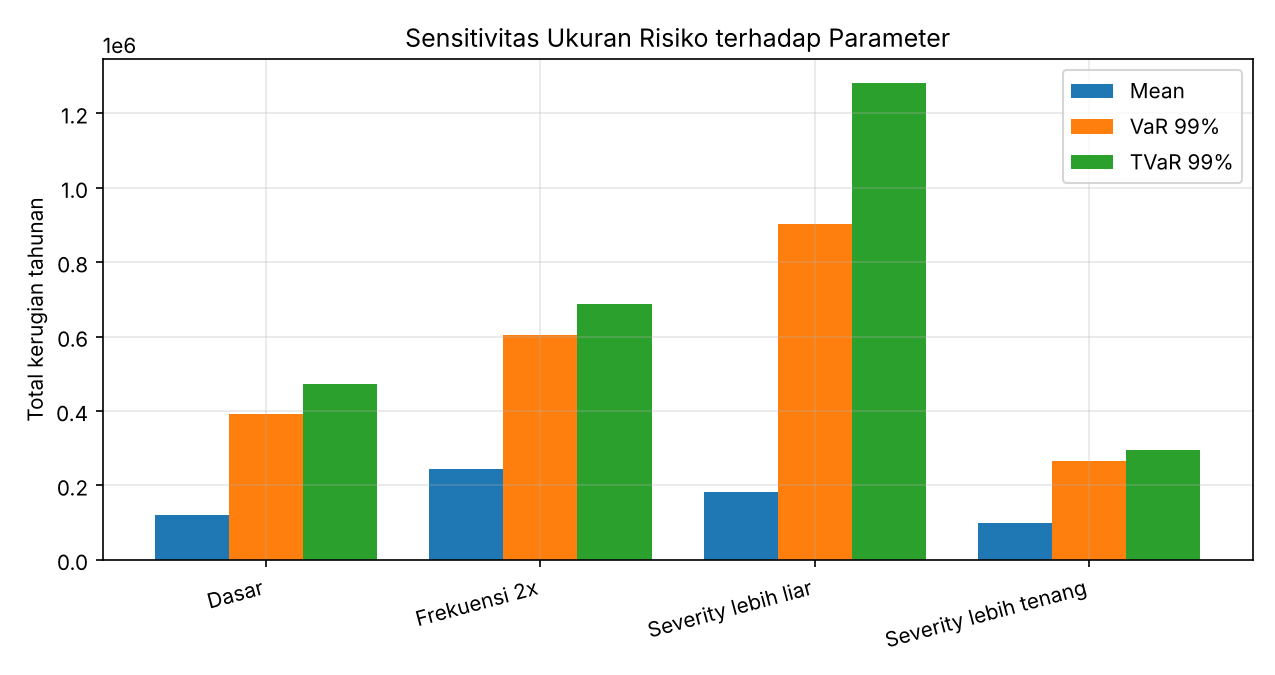 Sensitivitas Ukuran Risiko terhadap Parameter
1e6
Mean
VaR 99%
TVaR 99%
Total kerugian tahunan
1.2
1.0
0.8
0.6
0.4
0.2
0.0
Dasar
Frekuensi 2x
Severity lebih liar
Severity lebih tenang